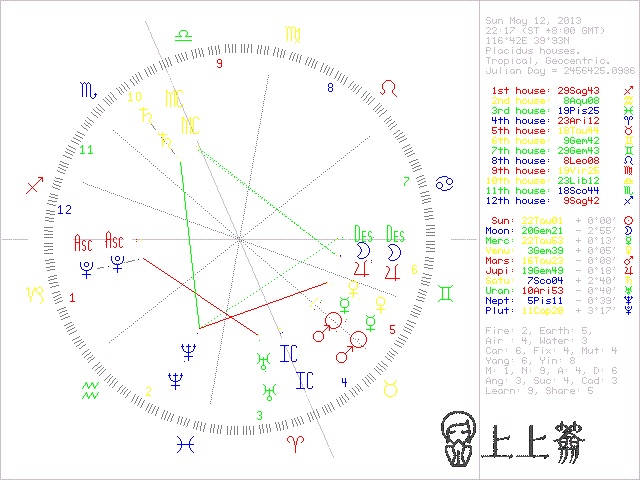 Sun May 12, 2013
22:17 (ST +8:00 GMT)
116°42E 39°93N
Placidus houses.
Tropical, Geocentric.
Julian Day = 2456425.0986
1st house: 29Sag43
2nd house: 8Aqu08
3rd house: 19Pis25
4th house: 23Ari12
5th house: 18Tau44
6th house: 9Gem42
7th house: 29Gem43
8th house: 8Leo08
9th house: 19Vir25
10th house: 23Lib12
11th house: 18Sco44
12th house: 9Sag42
Sun: 22Tau01 + 0°00'
Moon: 20Gem21 - 2°55'
Merc: 22Tau53 + 0°13'
Venu: 3Gem39 - 0°05'
Mars: 16Tau23 - 0°08'
Jupi: 19Gem49 - 0°18'
Satu: 7Sco04 + 2°40'
Uran: 10Ari53 - 0°40'
Nept: 5Pis11 - 0°39'
Plut: 11Cap20 + 3°17'
Fire: 2, Earth: 5,
Air : 4, Water: 3
Car: 6, Fix: 4, Mut: 4
Yang: 6, Yin: 8
M: 1, N: 9, A: 4, D: 6
Ang: 3, Suc: 4, Cad: 3
Learn: 9, Share: 5
9
10
MC
MC
8
11
7
12
Asc
Asc
Des
Des
6
1
5
IC
IC
4
2
3
上上籤